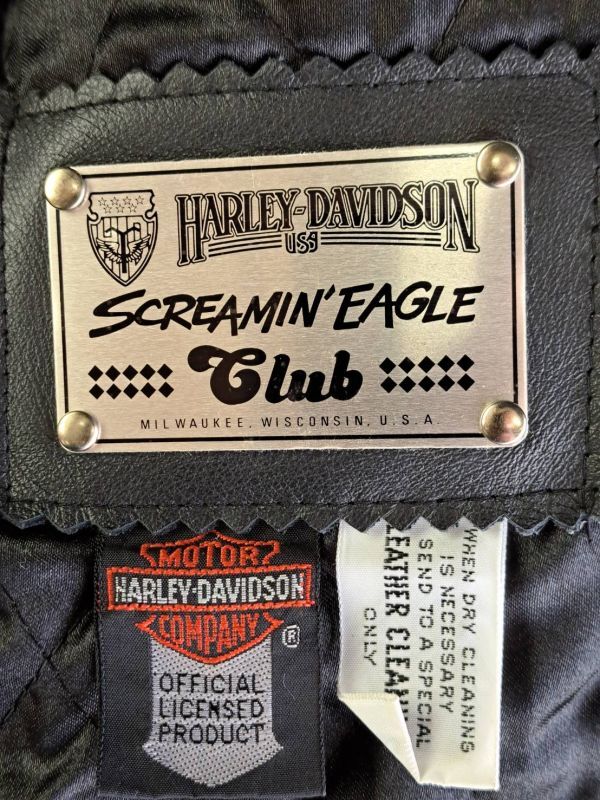 HARLEY-DAVIDSON
USA
SCREAMIN' EAGLE
Club
MILWAUKEE, WISCONSIN, U.S.A.
MOTOR
HARLEY-DAVIDSON
COMPANY
®
OFFICIAL
LICENSED
PRODUCT
WHEN DRY CLEANING
IS NECESSARY
SEND TO A SPECIAL
LEATHER CLEAN
ONLY